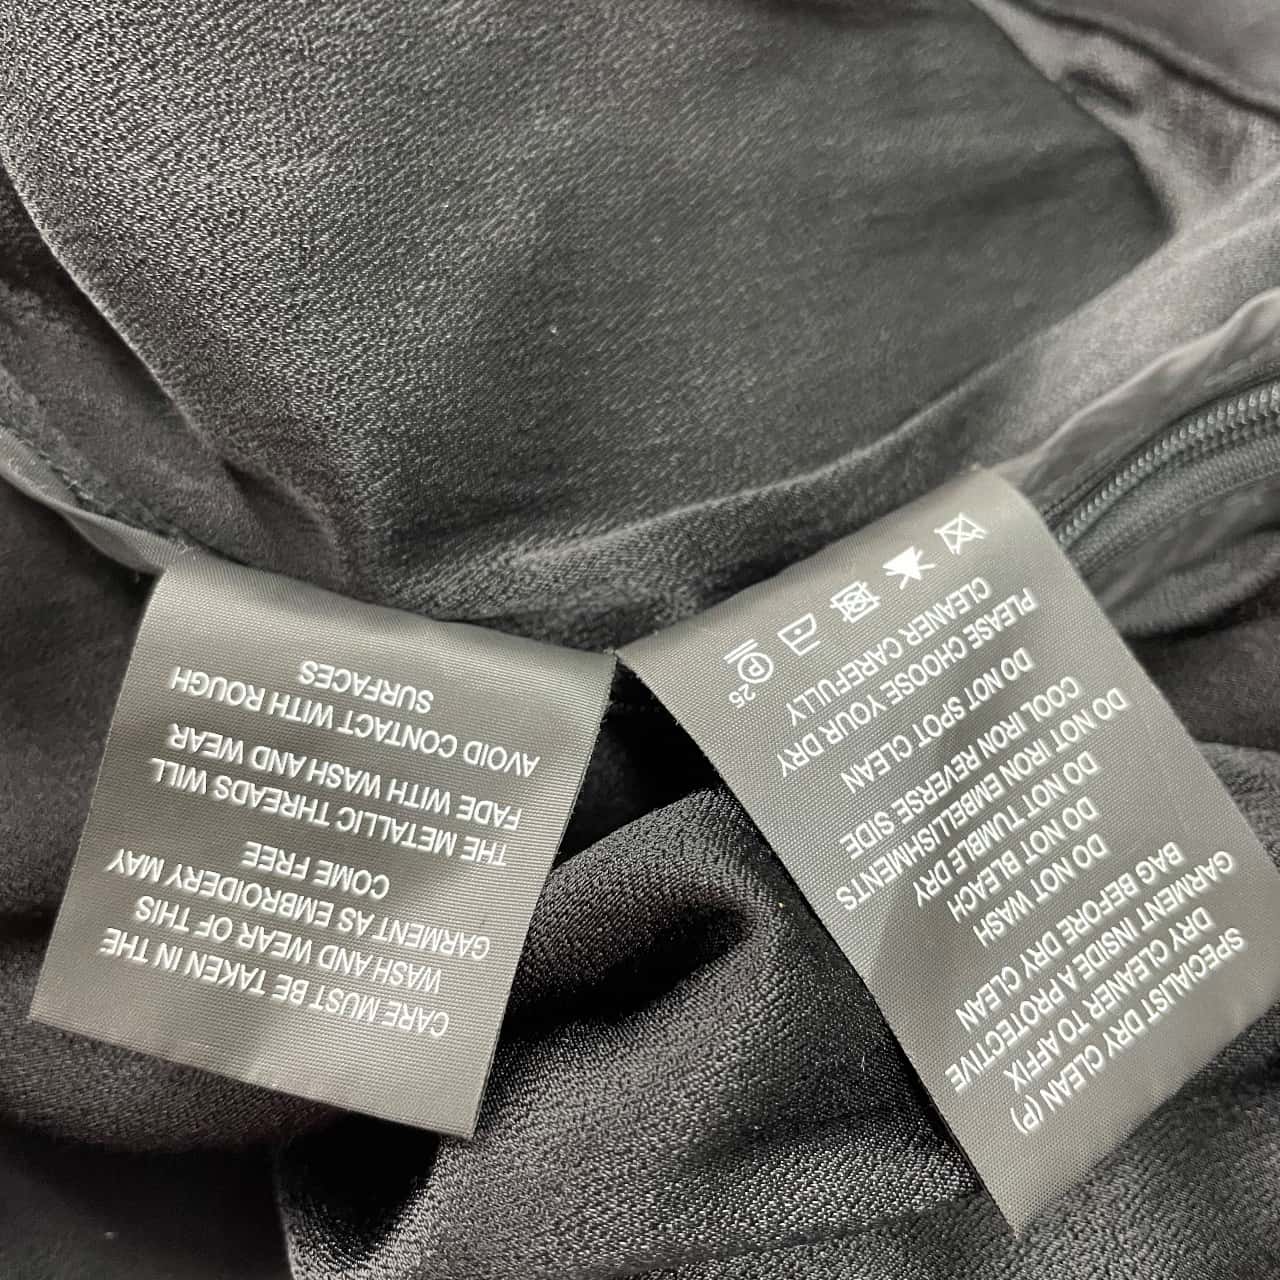 CARE MUST BE TAKEN IN THE
WASH AND WEAR OF THIS
GARMENT AS EMBROIDERY MAY
COME FREE
THE METALLIC THREADS WILL
FADE WITH WASH AND WEAR
AVOID CONTACT WITH ROUGH
SURFACES
SPECIALIST DRY CLEAN (P)
DRY CLEANER TO AFFIX
GARMENT INSIDE A PROTECTIVE
BAG BEFORE DRY CLEAN
DO NOT WASH
DO NOT BLEACH
DO NOT TUMBLE DRY
DO NOT IRON EMBELLISHMENTS
COOL IRON REVERSE SIDE
DO NOT SPOT CLEAN
PLEASE CHOOSE YOUR DRY
CLEANER CAREFULLY
P 25